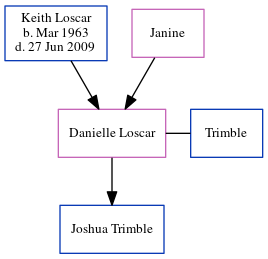 Keith Loscar
b. Mar 1963
d. 27 Jun 2009
Janine
Danielle Loscar
Trimble
Joshua Trimble